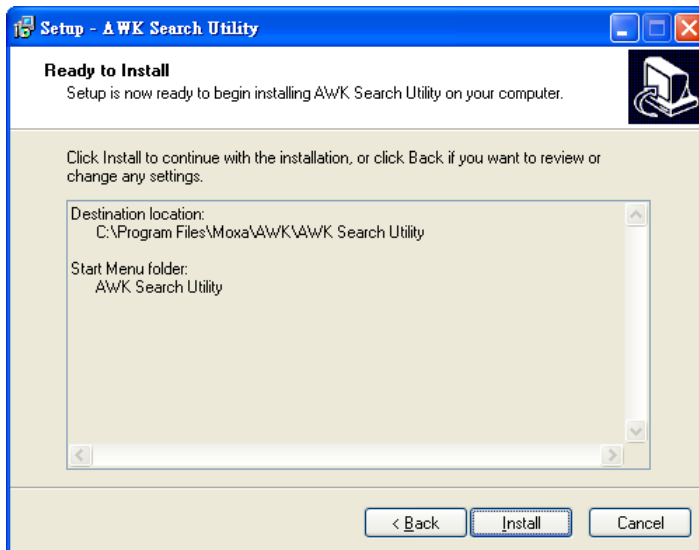 Setup - AWK Search Utility
Ready to Install
Setup is now ready to begin installing AWK Search Utility on your computer.
Click Install to continue with the installation, or click Back if you want to review or
change any settings.
Destination location:
C:\Program Files\Moxa\AWK\AWK Search Utility
Start Menu folder:
AWK Search Utility
< Back Install Cancel